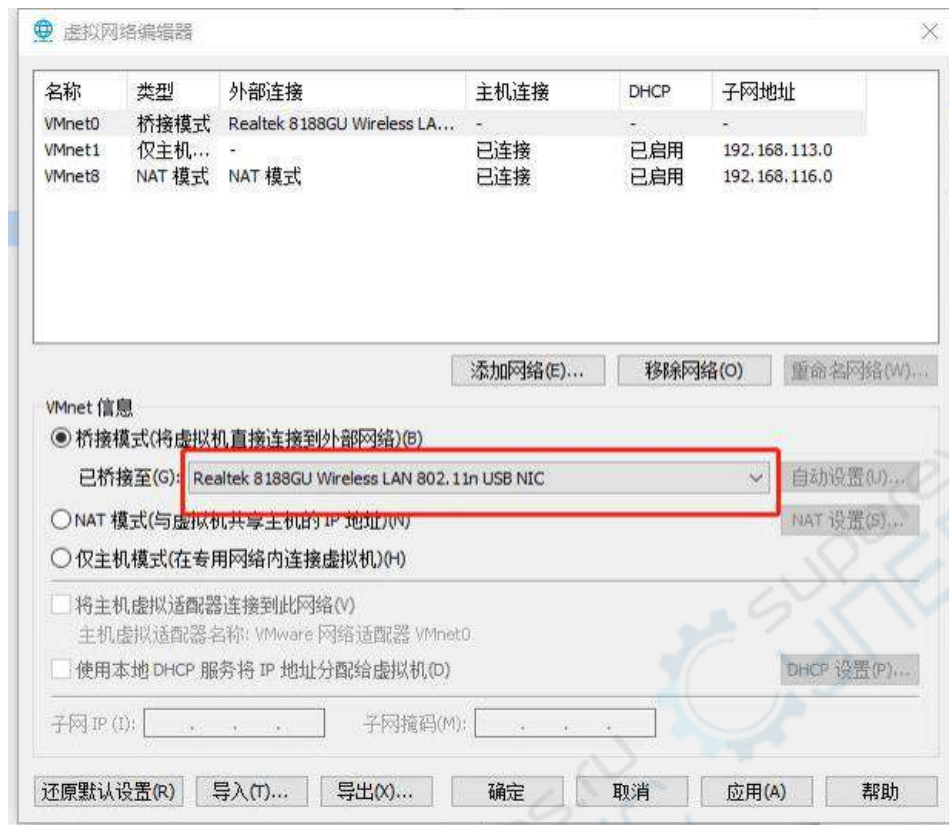 虚拟网络编辑器
名称 类型 外部连接 主机连接 DHCP 子网地址
VMnet0 桥接模式 Realtek 8188GU Wireless LA... - - -
VMnet1 仅主机... - 已连接 已启用 192.168.113.0
VMnet8 NAT 模式 NAT 模式 已连接 已启用 192.168.116.0
添加网络(E)... 移除网络(O) 重命名网络(W)...
VMnet 信息
桥接模式(将虚拟机直接连接到外部网络)(B)
已桥接至(G): Realtek 8188GU Wireless LAN 802.11n USB NIC 自动设置(U)...
NAT 模式(与虚拟机共享主机的 IP 地址)(N) NAT 设置(S)...
仅主机模式(在专用网络内连接虚拟机)(H)
将主机虚拟适配器连接到此网络(V)
主机虚拟适配器名称: VMware 网络适配器 VMnet0
使用本地 DHCP 服务将 IP 地址分配给虚拟机(D) DHCP 设置(P)...
子网 IP (I): . . . 子网掩码(M): . . .
还原默认设置(R) 导入(T)... 导出(X)... 确定 取消 应用(A) 帮助